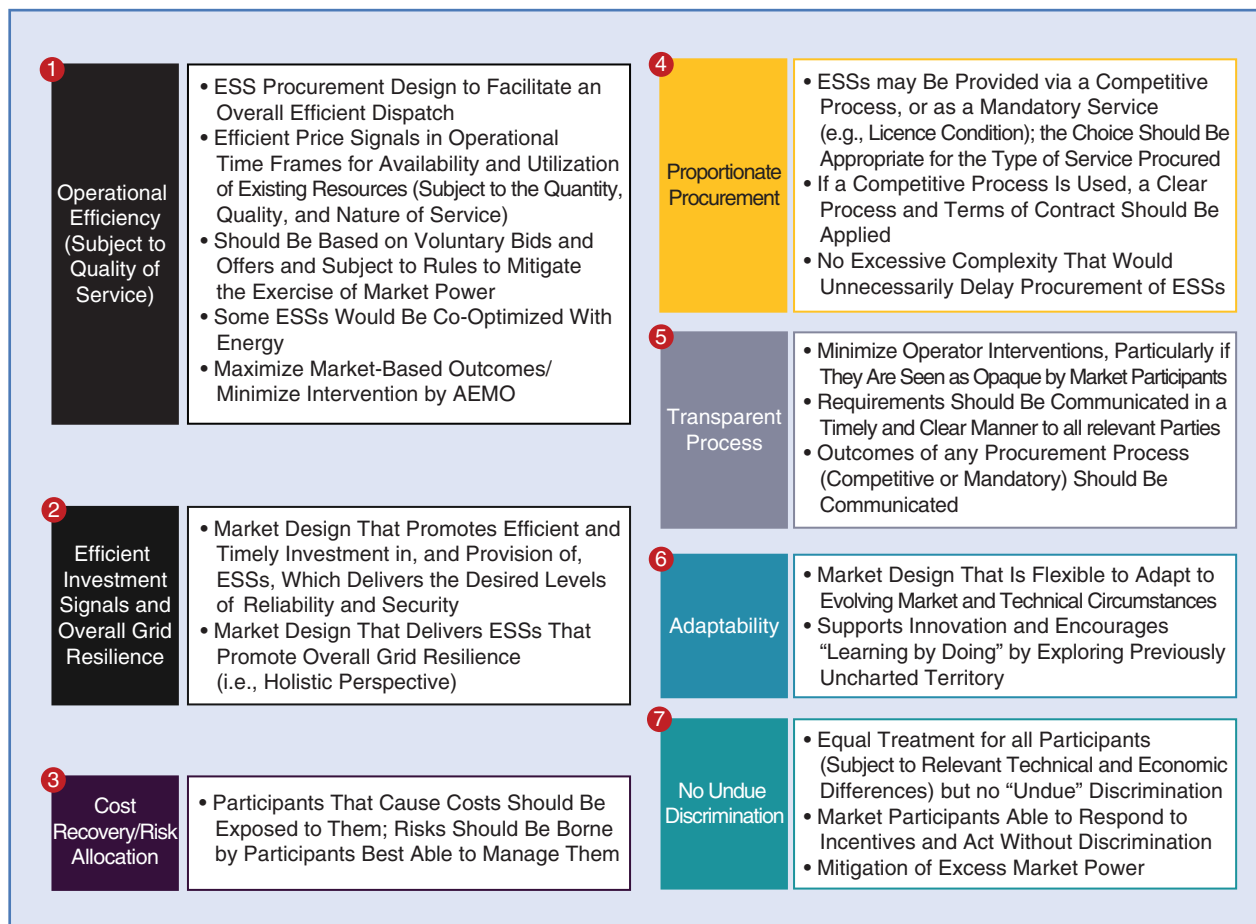 1
Operational
Efficiency
(Subject to
Quality of
Service)
• ESS Procurement Design to Facilitate an
Overall Efficient Dispatch
• Efficient Price Signals in Operational
Time Frames for Availability and Utilization
of Existing Resources (Subject to the Quantity,
Quality, and Nature of Service)
• Should Be Based on Voluntary Bids and
Offers and Subject to Rules to Mitigate
the Exercise of Market Power
• Some ESSs Would Be Co-Optimized With
Energy
• Maximize Market-Based Outcomes/
Minimize Intervention by AEMO
2
Efficient
Investment
Signals and
Overall Grid
Resilience
• Market Design That Promotes Efficient and
Timely Investment in, and Provision of,
ESSs, Which Delivers the Desired Levels
of Reliability and Security
• Market Design That Delivers ESSs That
Promote Overall Grid Resilience
(i.e., Holistic Perspective)
3
Cost
Recovery/Risk
Allocation
• Participants That Cause Costs Should Be
Exposed to Them; Risks Should Be Borne
by Participants Best Able to Manage Them
4
Proportionate
Procurement
• ESSs may Be Provided via a Competitive
Process, or as a Mandatory Service
(e.g., Licence Condition); the Choice Should Be
Appropriate for the Type of Service Procured
• If a Competitive Process Is Used, a Clear
Process and Terms of Contract Should Be
Applied
• No Excessive Complexity That Would
Unnecessarily Delay Procurement of ESSs
5
Transparent
Process
• Minimize Operator Interventions, Particularly if
They Are Seen as Opaque by Market Participants
• Requirements Should Be Communicated in a
Timely and Clear Manner to all relevant Parties
• Outcomes of any Procurement Process
(Competitive or Mandatory) Should Be
Communicated
6
Adaptability
• Market Design That Is Flexible to Adapt to
Evolving Market and Technical Circumstances
• Supports Innovation and Encourages
“Learning by Doing” by Exploring Previously
Uncharted Territory
7
No Undue
Discrimination
• Equal Treatment for all Participants
(Subject to Relevant Technical and Economic
Differences) but no “Undue” Discrimination
• Market Participants Able to Respond to
Incentives and Act Without Discrimination
• Mitigation of Excess Market Power